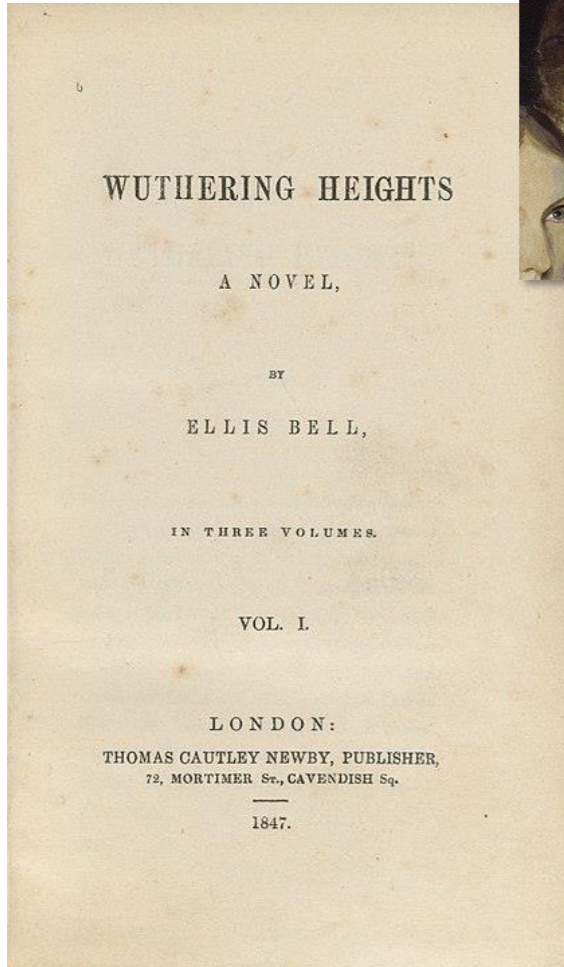 WUTHERING HEIGHTS
A NOVEL,
BY
ELLIS BELL,
IN THREE VOLUMES.
VOL. I.
LONDON:
THOMAS CAUTLEY NEWBY, PUBLISHER,
72, MORTIMER St., CAVENDISH Sq.
1847.